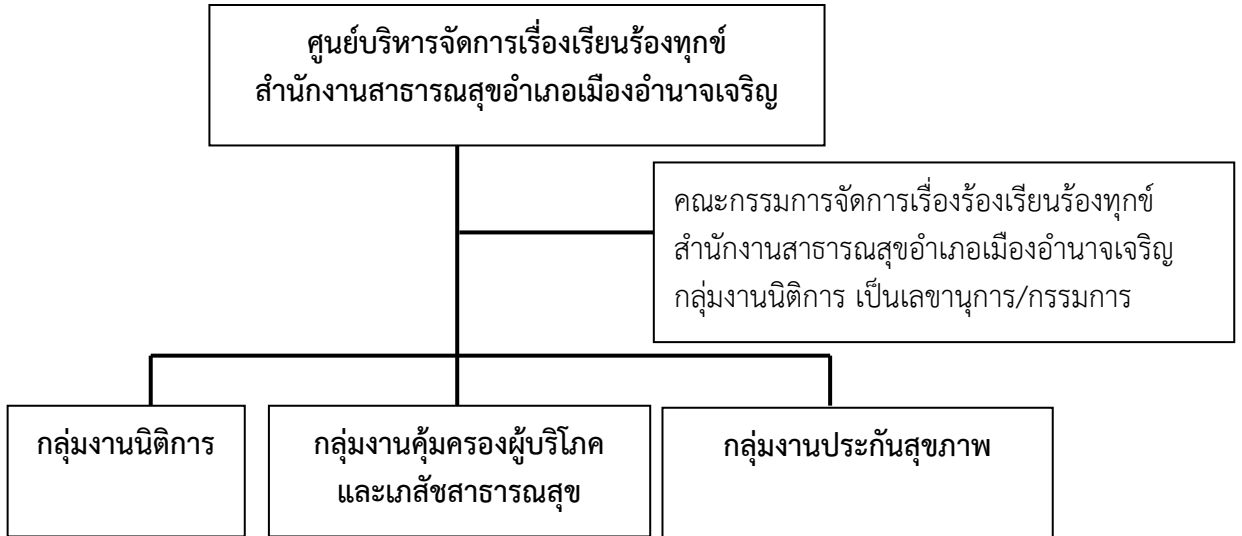 ศูนย์บริหารจัดการเรื่องเรียนร้องทุกข์
สำนักงานสาธารณสุขอำเภอเมืองอำนาจเจริญ
คณะกรรมการจัดการเรื่องร้องเรียนร้องทุกข์
สำนักงานสาธารณสุขอำเภอเมืองอำนาจเจริญ
กลุ่มงานนิติการ เป็นเลขานุการ/กรรมการ
กลุ่มงานนิติการ
กลุ่มงานคุ้มครองผู้บริโภค
และเภสัชสาธารณสุข
กลุ่มงานประกันสุขภาพ